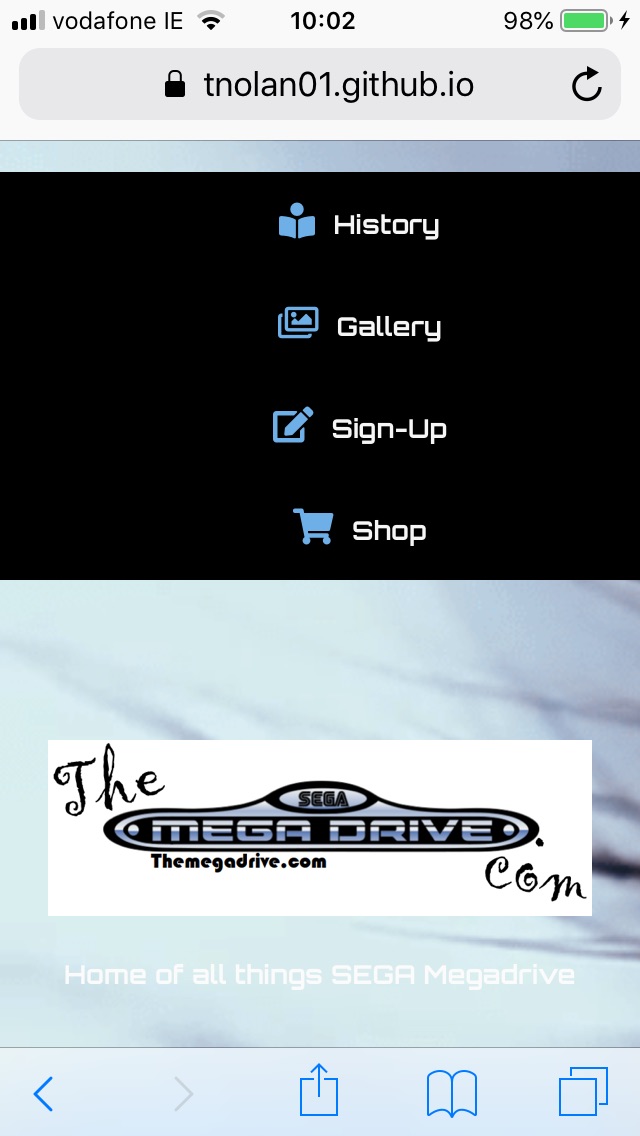 vodafone IE 10:02 98%
tnolan01.github.io
History
Gallery
Sign-Up
Shop
The
SEGA
MEGA DRIVE.
Themegadrive.com
Com
Home of all things SEGA Megadrive